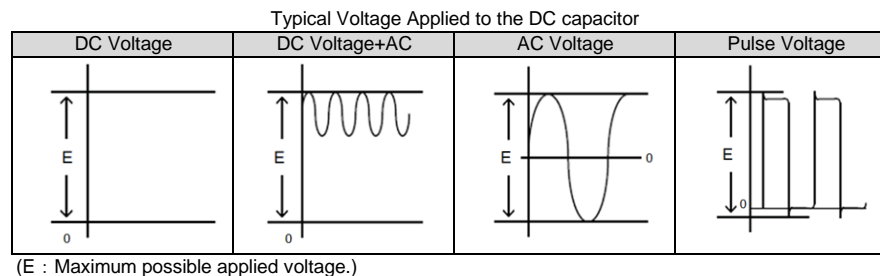 Typical Voltage Applied to the DC capacitor
DC Voltage DC Voltage+AC AC Voltage Pulse Voltage
E E E E
0 0 0 0
(E：Maximum possible applied voltage.)